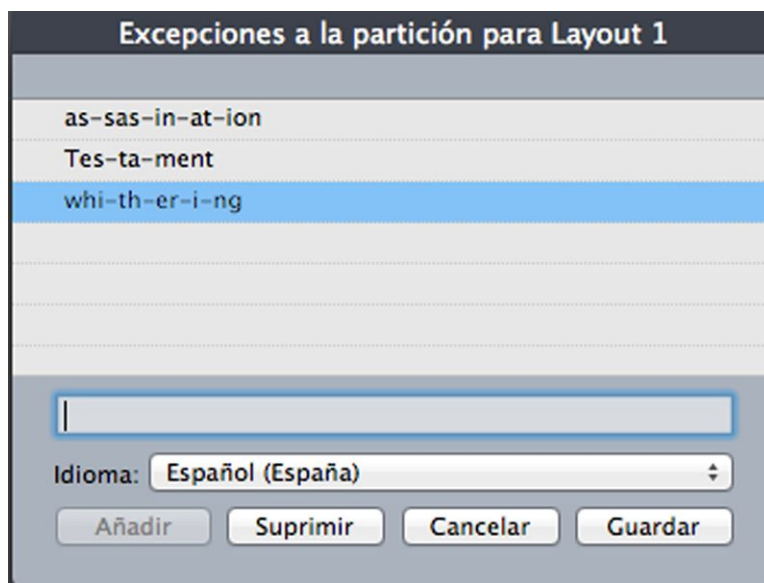 Excepciones a la partición para Layout 1
as-sas-in-at-ion
Tes-ta-ment
whi-th-er-i-ng
Idioma: Español (España)
Añadir Suprimir Cancelar Guardar